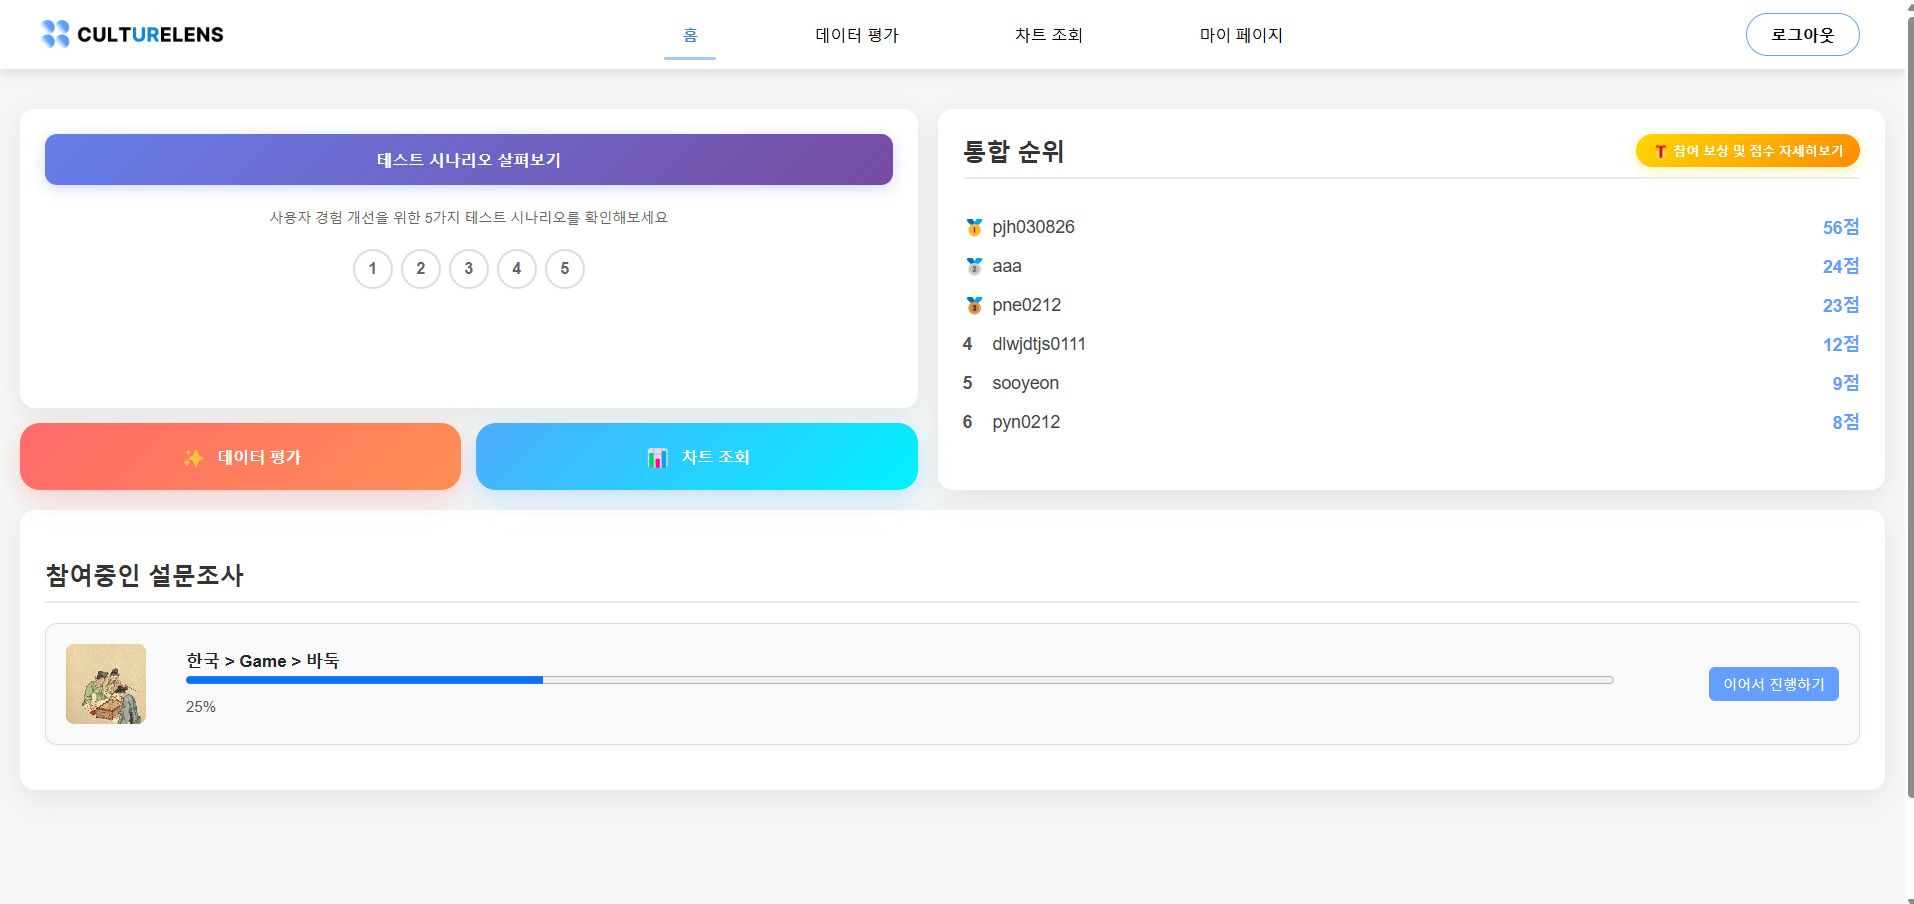 CULTURELENS
홈
데이터 평가
차트 조회
마이 페이지
로그아웃
테스트 시나리오 살펴보기
사용자 경험 개선을 위한 5가지 테스트 시나리오를 확인해보세요
1 2 3 4 5
데이터 평가
차트 조회
통합 순위
참여 보상 및 점수 자세히보기
1 pjh030826 56점
2 aaa 24점
3 pne0212 23점
4 dlwjdtjs0111 12점
5 sooyeon 9점
6 pyn0212 8점
참여중인 설문조사
한국 > Game > 바둑
25%
이어서 진행하기